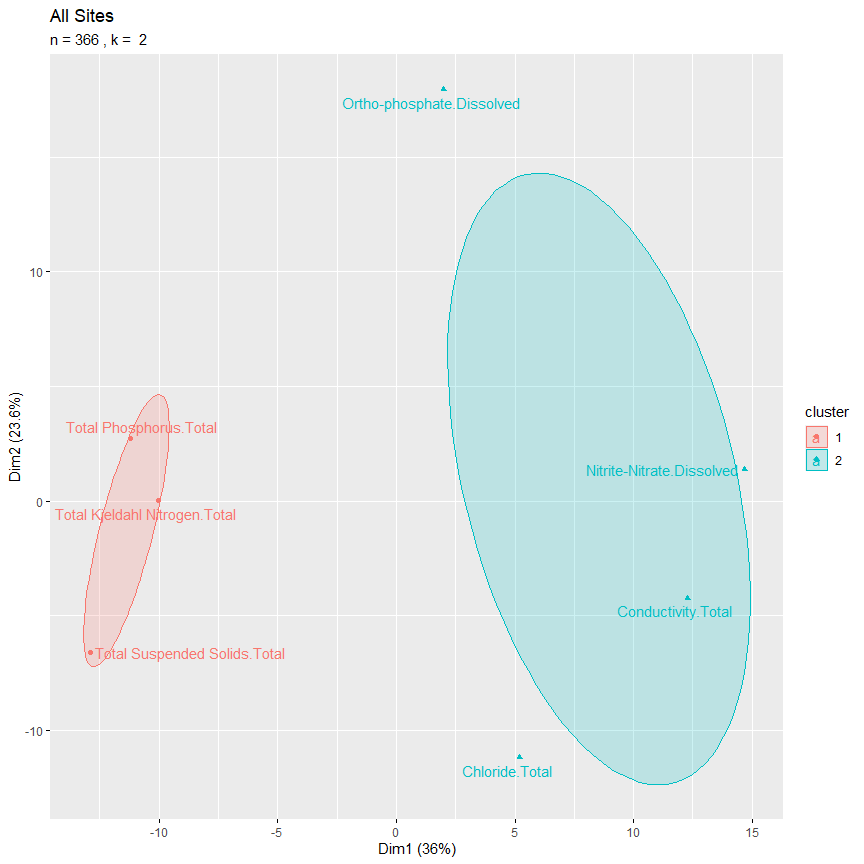 All Sites
n = 366 , k =  2
Ortho-phosphate.Dissolved
10
Total Phosphorus.Total
cluster
1
2
Dim2 (23.6%)
Nitrite-Nitrate.Dissolved
0
Total Kjeldahl Nitrogen.Total
Conductivity.Total
Total Suspended Solids.Total
-10
Chloride.Total
-10
-5
0
5
10
15
Dim1 (36%)